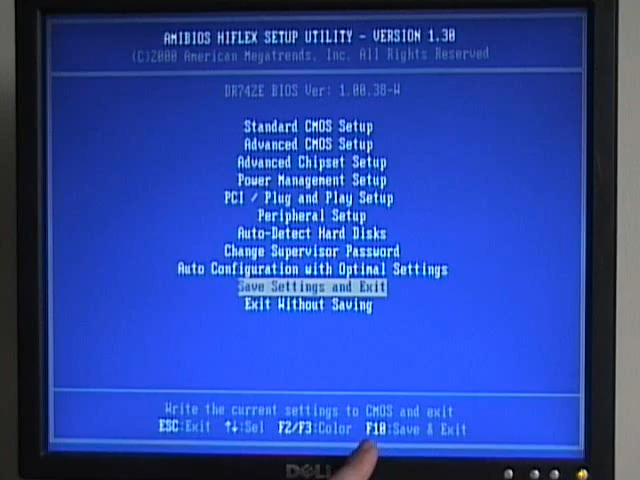 AMIBIOS HIFLEX SETUP UTILITY - VERSION 1.30
(C)2000 American Megatrends, Inc. All Rights Reserved
DR742E BIOS Ver: 1.00.38-W
Standard CMOS Setup
Advanced CMOS Setup
Advanced Chipset Setup
Power Management Setup
PCI / Plug and Play Setup
Peripheral Setup
Auto-Detect Hard Disks
Change Supervisor Password
Auto Configuration with Optimal Settings
Save Settings and Exit
Exit Without Saving
Write the current settings to CMOS and exit
ESC:Exit ↑↓:Sel F2/F3:Color F10:Save & Exit
DELL